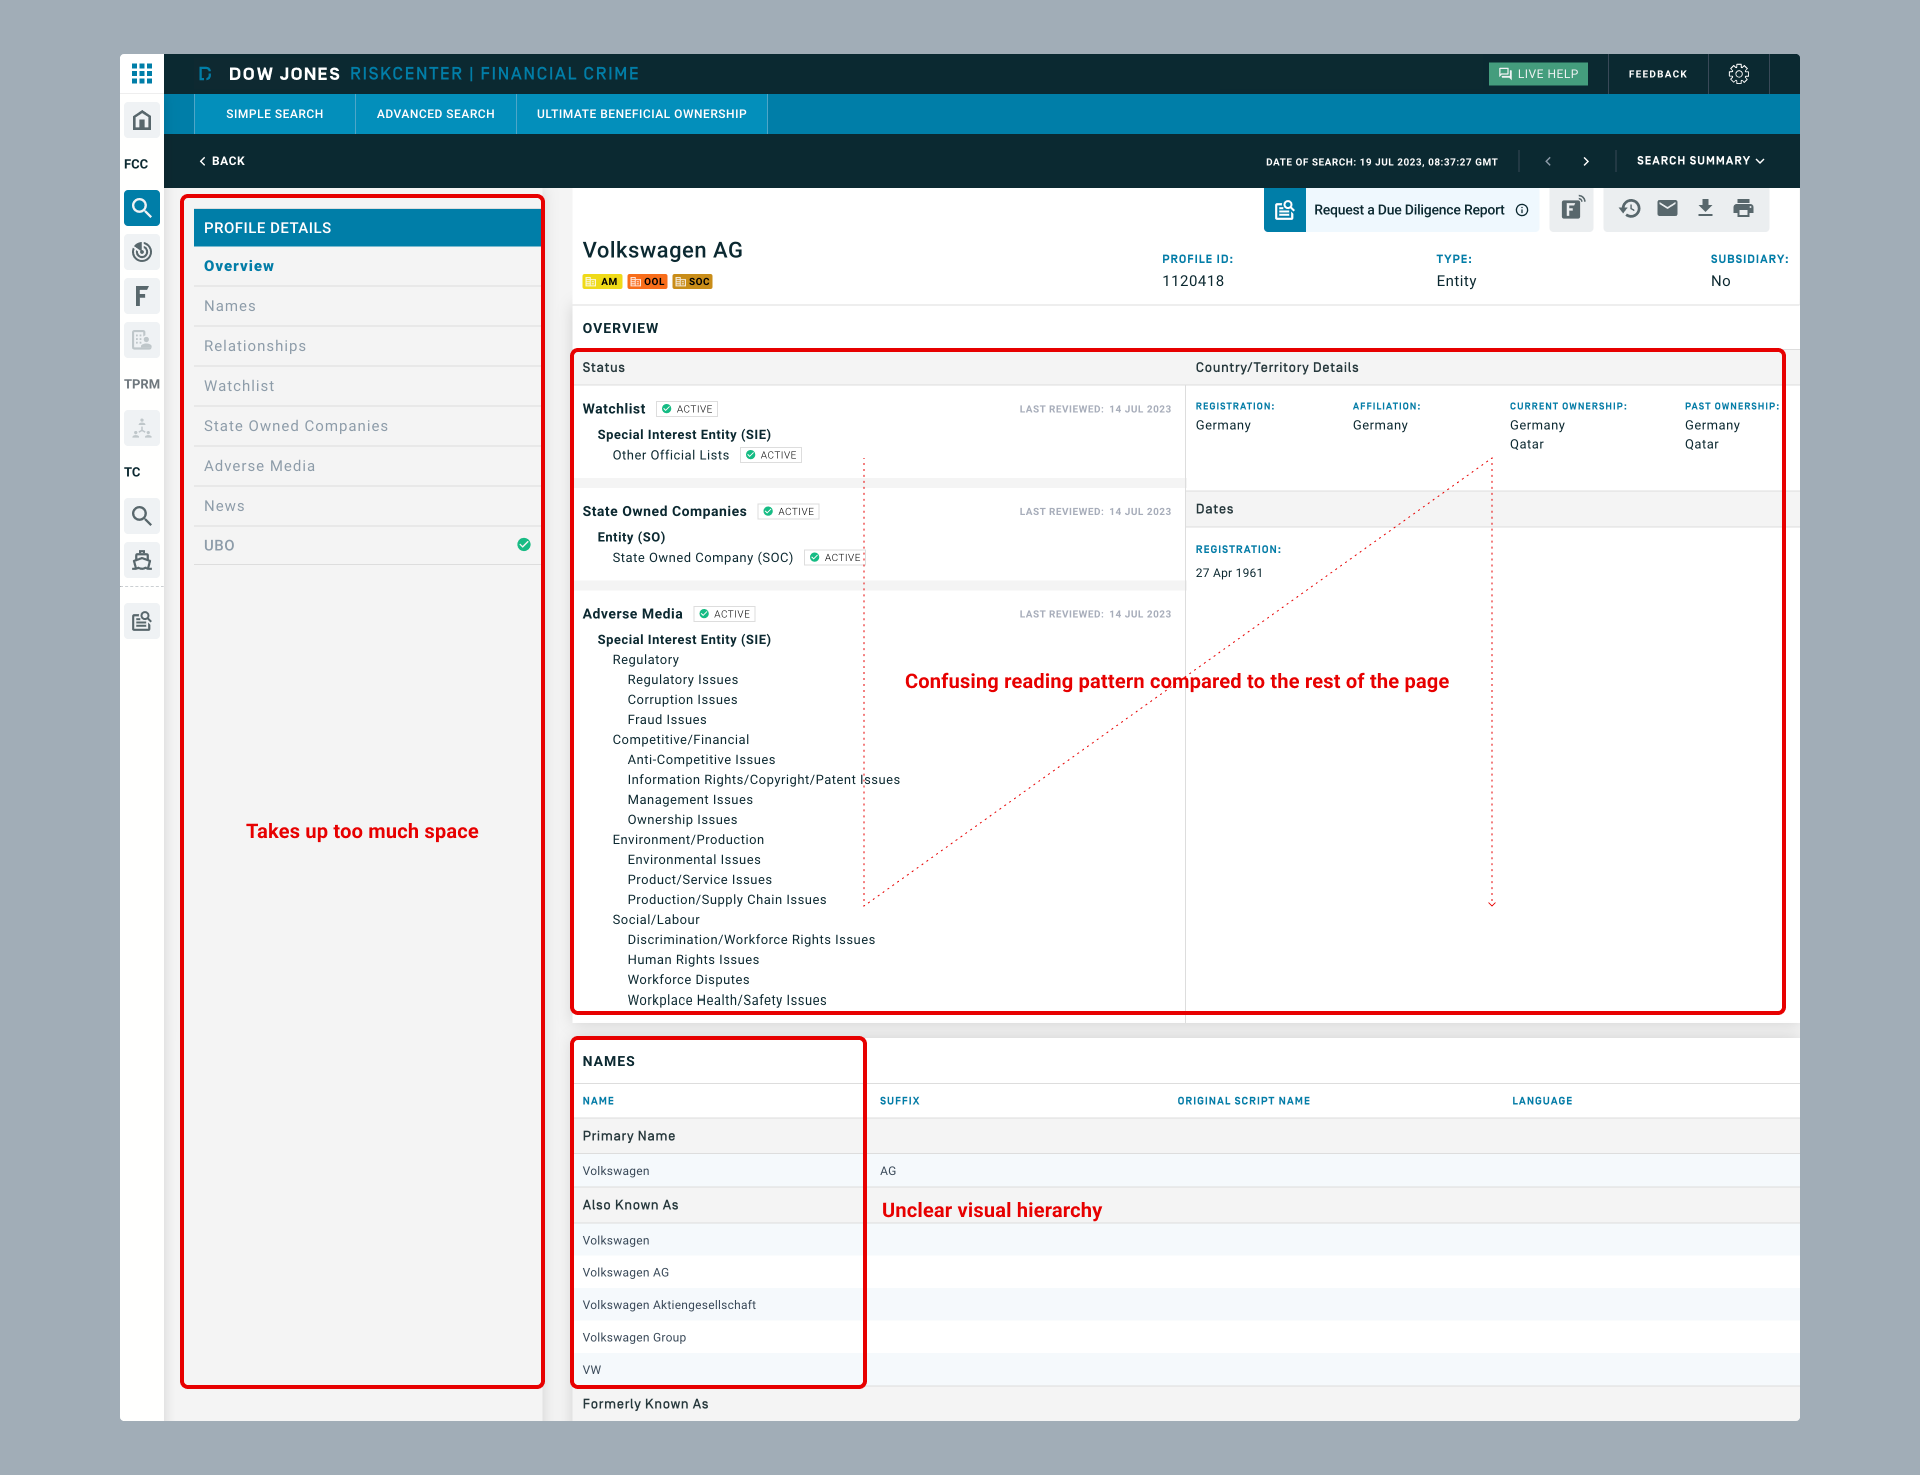 DOW JONES RISKCENTER | FINANCIAL CRIME
LIVE HELP
FEEDBACK
SIMPLE SEARCH
ADVANCED SEARCH
ULTIMATE BENEFICIAL OWNERSHIP
BACK
DATE OF SEARCH: 19 JUL 2023, 08:37:27 GMT
SEARCH SUMMARY
FCC
F
TPRM
TC
PROFILE DETAILS
Overview
Names
Relationships
Watchlist
State Owned Companies
Adverse Media
News
UBO
Takes up too much space
Request a Due Diligence Report
F
Volkswagen AG
AM
OOL
SOC
PROFILE ID:
1120418
TYPE:
Entity
SUBSIDIARY:
No
OVERVIEW
Status
Watchlist ACTIVE LAST REVIEWED: 14 JUL 2023
Special Interest Entity (SIE)
Other Official Lists ACTIVE
State Owned Companies ACTIVE LAST REVIEWED: 14 JUL 2023
Entity (SO)
State Owned Company (SOC) ACTIVE
Adverse Media ACTIVE LAST REVIEWED: 14 JUL 2023
Special Interest Entity (SIE)
Regulatory
Regulatory Issues
Corruption Issues
Fraud Issues
Competitive/Financial
Anti-Competitive Issues
Information Rights/Copyright/Patent Issues
Management Issues
Ownership Issues
Environment/Production
Environmental Issues
Product/Service Issues
Production/Supply Chain Issues
Social/Labour
Discrimination/Workforce Rights Issues
Human Rights Issues
Workforce Disputes
Workplace Health/Safety Issues
Country/Territory Details
REGISTRATION:
Germany
AFFILIATION:
Germany
CURRENT OWNERSHIP:
Germany
Qatar
PAST OWNERSHIP:
Germany
Qatar
Dates
REGISTRATION:
27 Apr 1961
Confusing reading pattern compared to the rest of the page
NAMES
NAME SUFFIX ORIGINAL SCRIPT NAME LANGUAGE
Primary Name
Volkswagen AG
Also Known As
Unclear visual hierarchy
Volkswagen
Volkswagen AG
Volkswagen Aktiengesellschaft
Volkswagen Group
VW
Formerly Known As